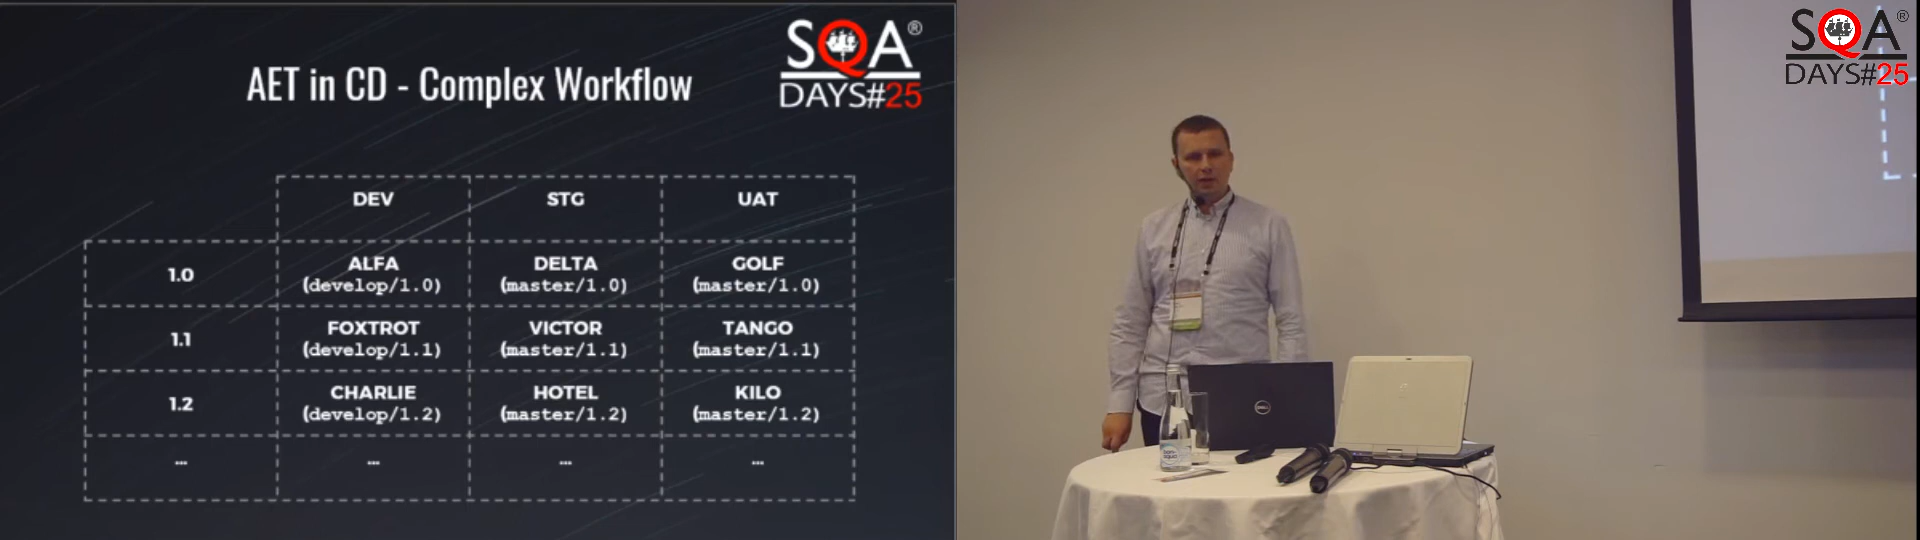 AET in CD - Complex Workflow
SQA®
DAYS#25
DEV STG UAT
1.0
ALFA DELTA GOLF
(develop/1.0) (master/1.0) (master/1.0)
1.1
FOXTROT VICTOR TANGO
(develop/1.1) (master/1.1) (master/1.1)
1.2
CHARLIE HOTEL KILO
(develop/1.2) (master/1.2) (master/1.2)
... ... ... ...
SQA®
DAYS#25
DELL